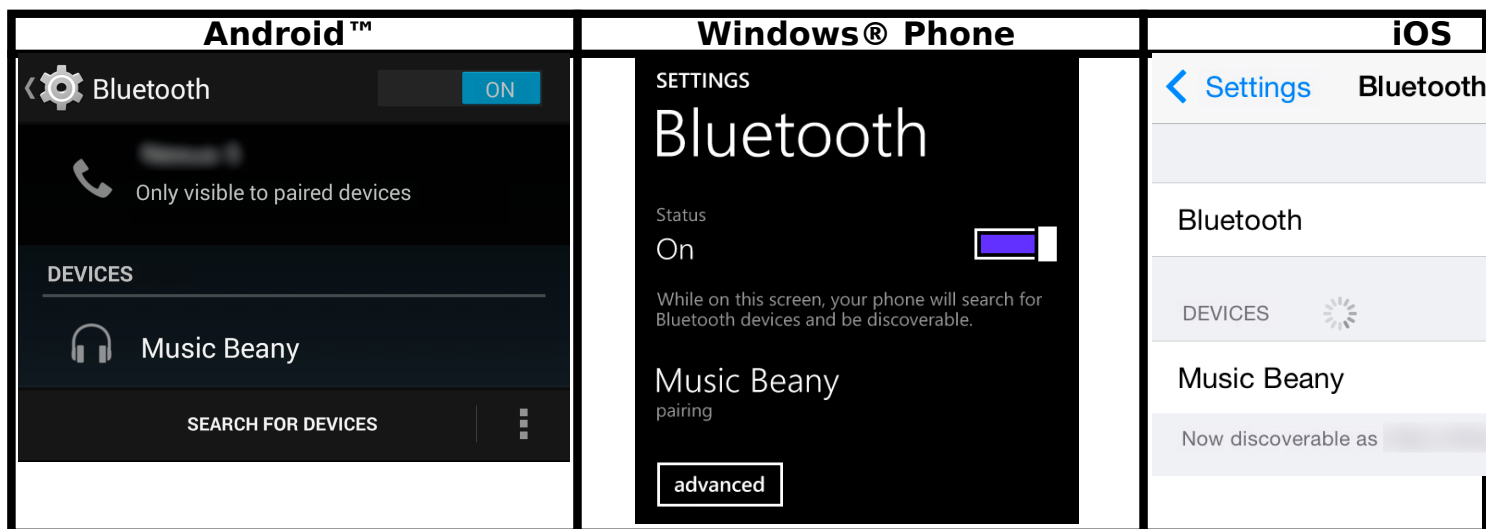 Android™
Bluetooth
ON
Only visible to paired devices
DEVICES
Music Beany
SEARCH FOR DEVICES
Windows® Phone
SETTINGS
Bluetooth
Status
On
While on this screen, your phone will search for
Bluetooth devices and be discoverable.
Music Beany
pairing
advanced
iOS
Settings
Bluetooth
Bluetooth
DEVICES
Music Beany
Now discoverable as